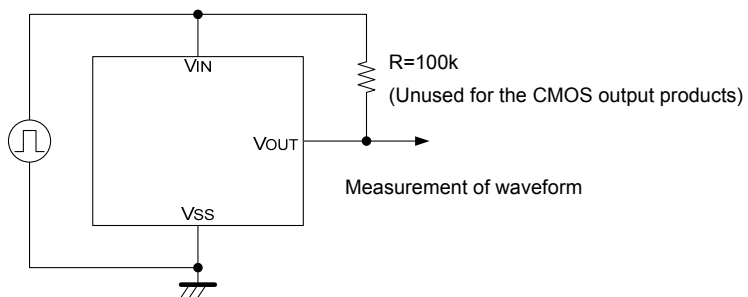 VIN
R=100k
(Unused for the CMOS output products)
VOUT
Measurement of waveform
VSS